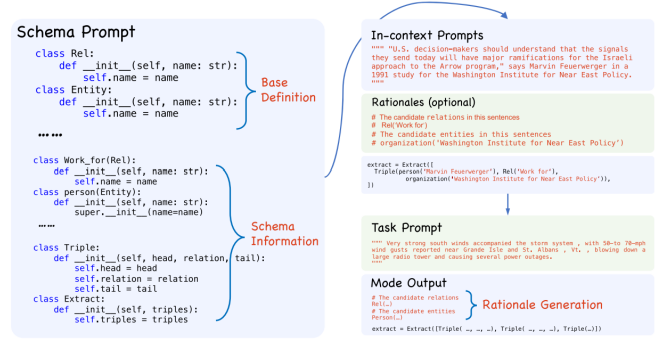 Schema Prompt
class Rel:
def __init__(self, name: str):
self.name = name
class Entity:
def __init__(self, name: str):
self.name = name
……
Base
Definition
class Work_for(Rel):
def __init__(self, name: str):
self.name = name
class person(Entity):
def __init__(self, name: str):
super.__init__(name=name)
……
class Triple:
def __init__(self, head, relation, tail):
self.head = head
self.relation = relation
self.tail = tail
class Extract:
def __init__(self, triples):
self.triples = triples
Schema
Information
In-context Prompts
""" "U.S. decision-makers should understand that the signals
they send today will have major ramifications for the Israeli
approach to the Arrow program," says Marvin Feuerwerger in a
1991 study for the Washington Institute for Near East Policy.
"""
Rationales (optional)
# The candidate relations in this sentences
# Rel('Work for')
# The candidate entities in this sentences
# organization('Washington Institute for Near East Policy')
extract = Extract([
Triple(person('Marvin Feuerwerger'), Rel('Work for'),
organization('Washington Institute for Near East Policy')),
])
Task Prompt
""" Very strong south winds accompanied the storm system , with 50-to 70-mph
wind gusts reported near Grande Isle and St. Albans , Vt. , blowing down a
large radio tower and causing several power outages.
"""
Mode Output
# The candidate relations
Rel(…)
# The candidate entities
Person(…)
Rationale Generation
extract = Extract([Triple( …, …, …), Triple( …, …, …), Triple(…)])